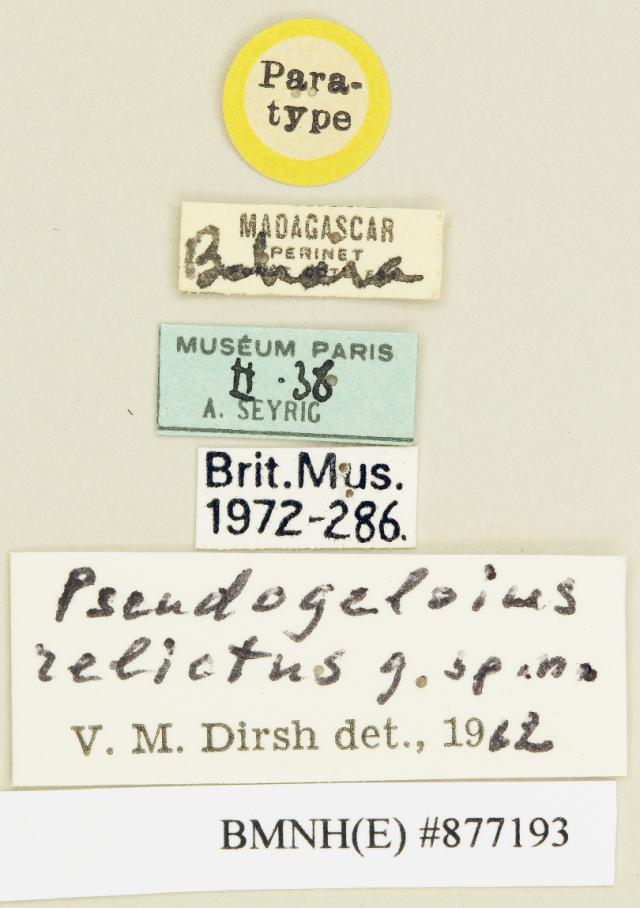 Para-
type
MADAGASCAR
PERINET
MUSÉUM PARIS
II.38
A. SEYRIG
Brit.Mus.
1972-286.
Pseudogeloius
relictus g. sp.n.
V. M. Dirsh det., 1962
BMNH(E) #877193